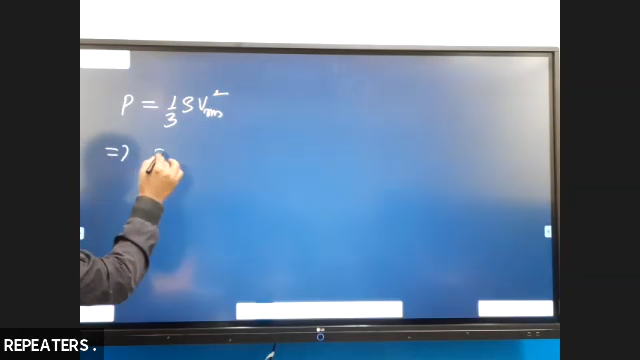 P = 1/3 ρ V²rms
=>
LG
REPEATERS.